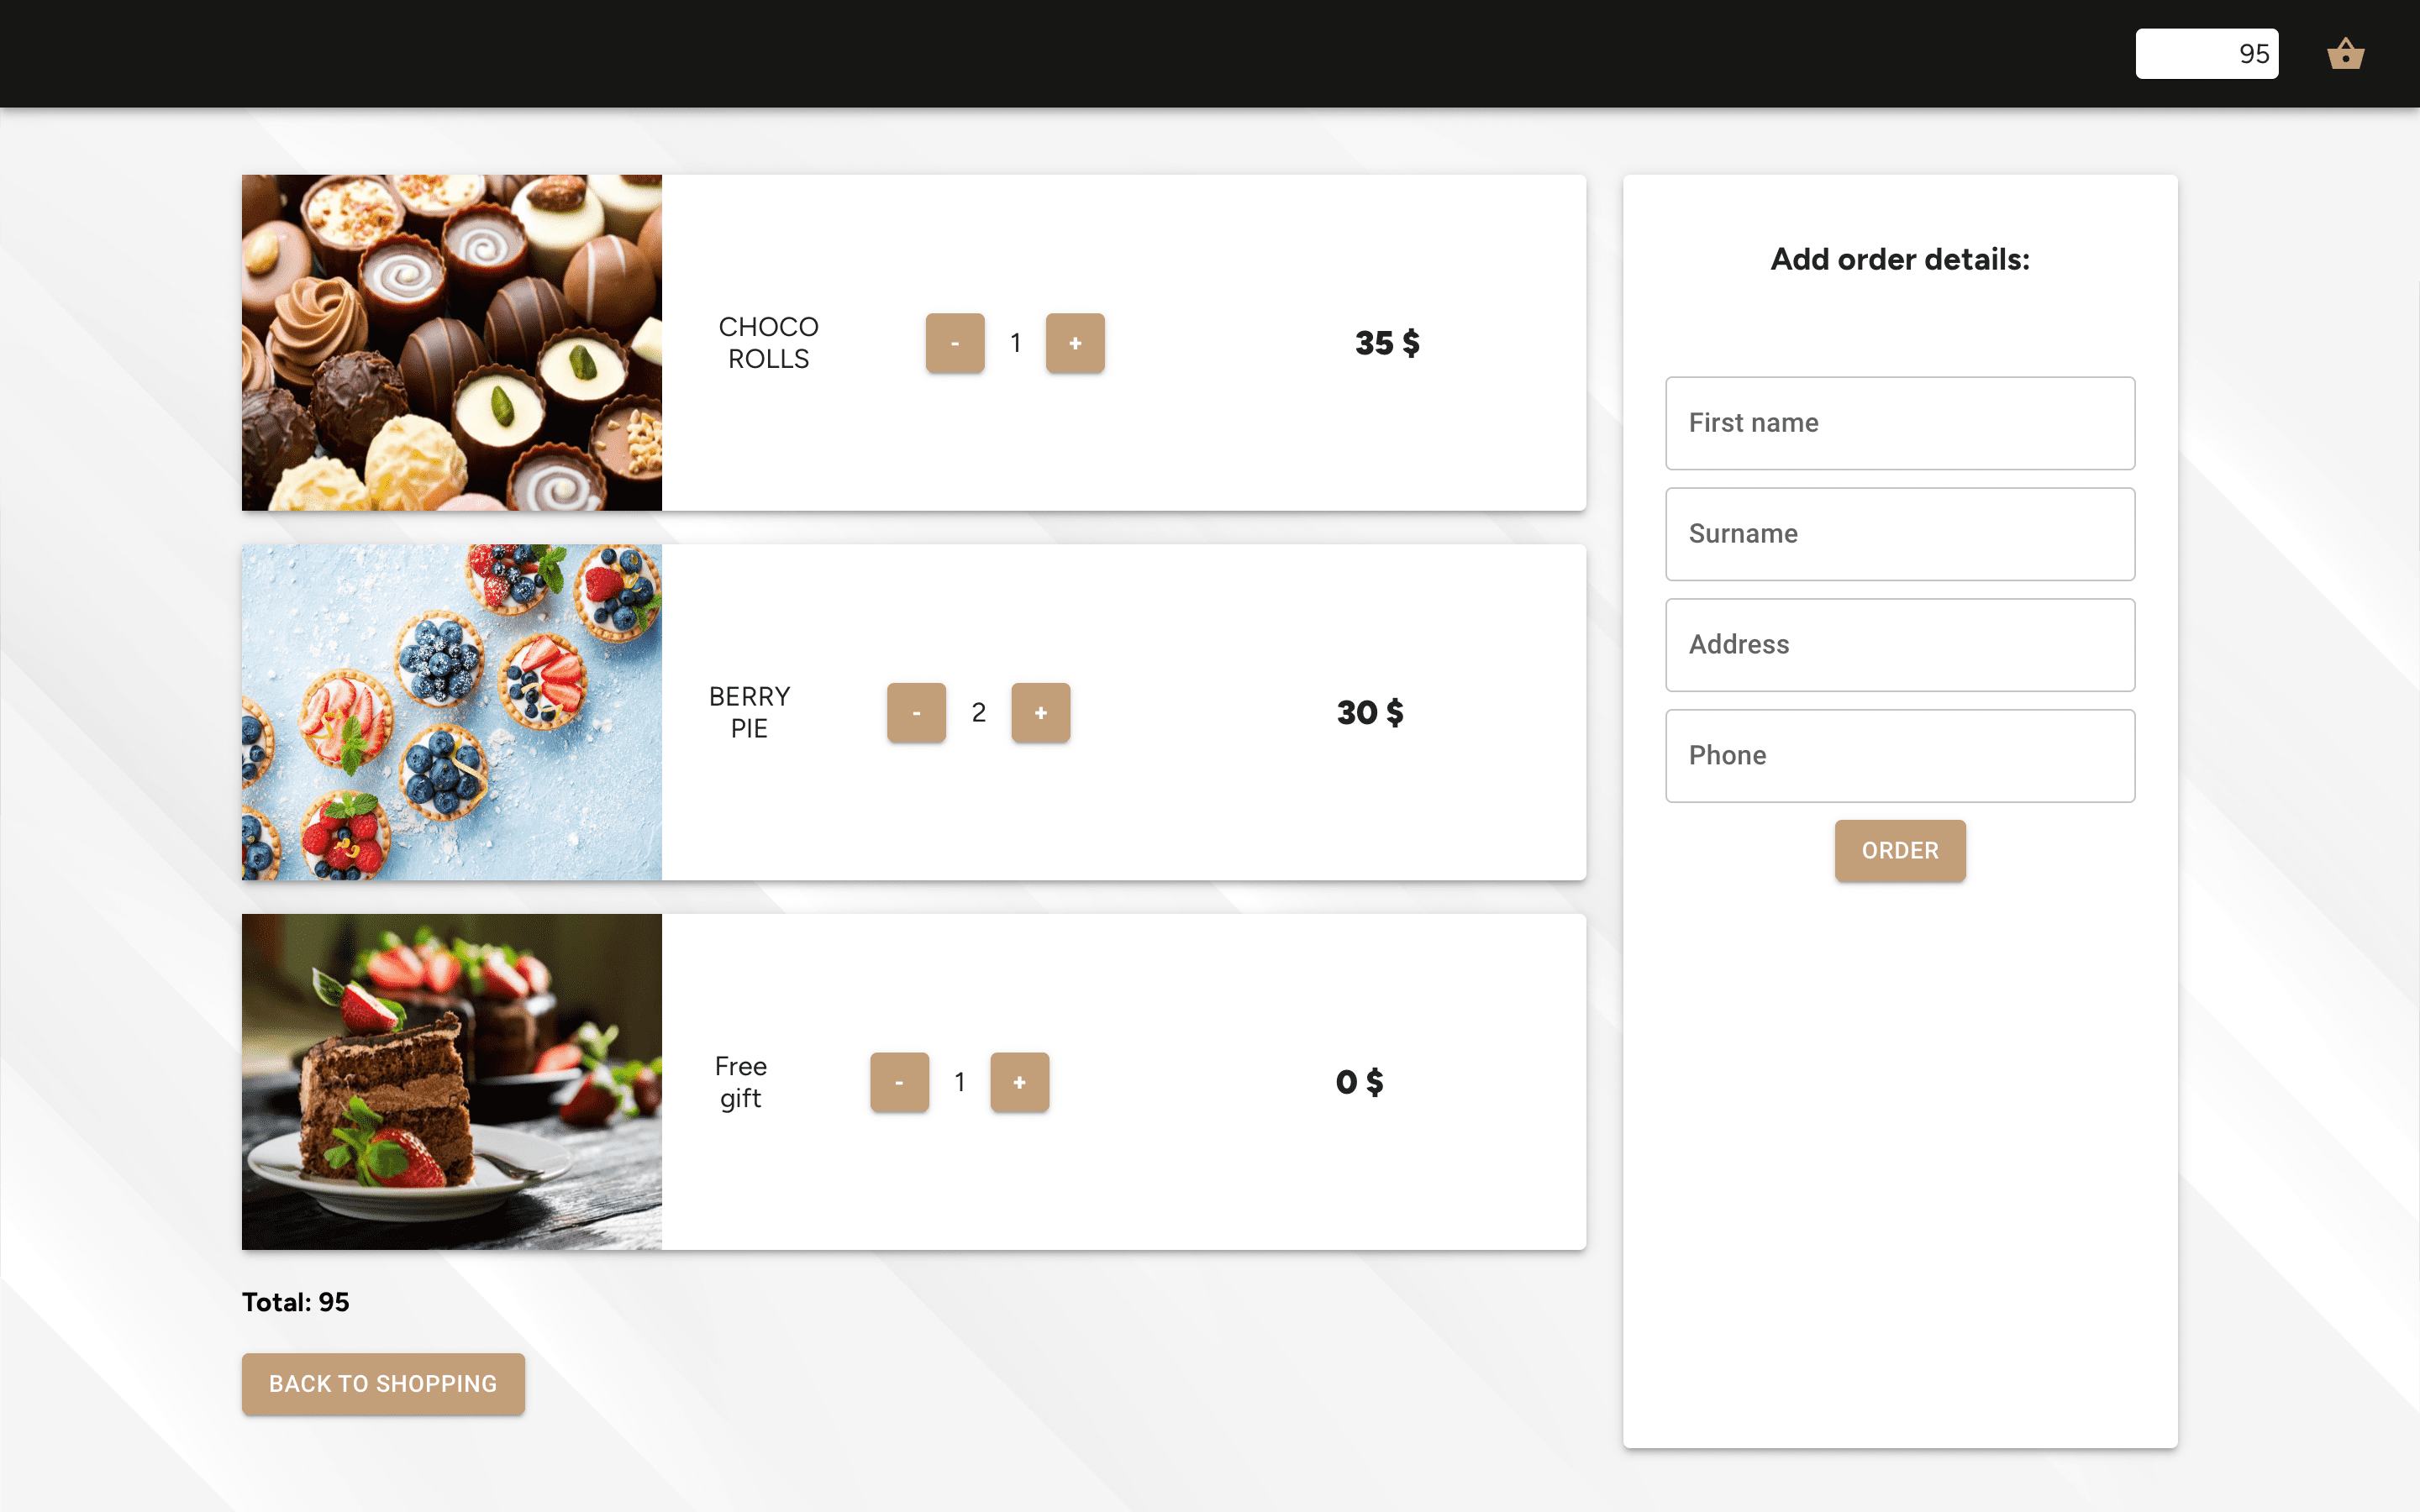 95
CHOCO
ROLLS
- 1 +
35 $
BERRY
PIE
- 2 +
30 $
Free
gift
- 1 +
0 $
Total: 95
BACK TO SHOPPING
Add order details:
First name
Surname
Address
Phone
ORDER